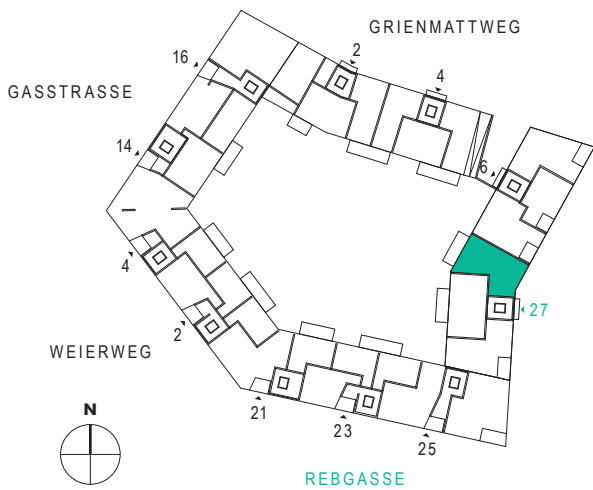 GRIENMATTWEG
2
16
4
GASSTRASSE
14
6
4
27
2
WEIERWEG
21
23
25
N
REBGASSE